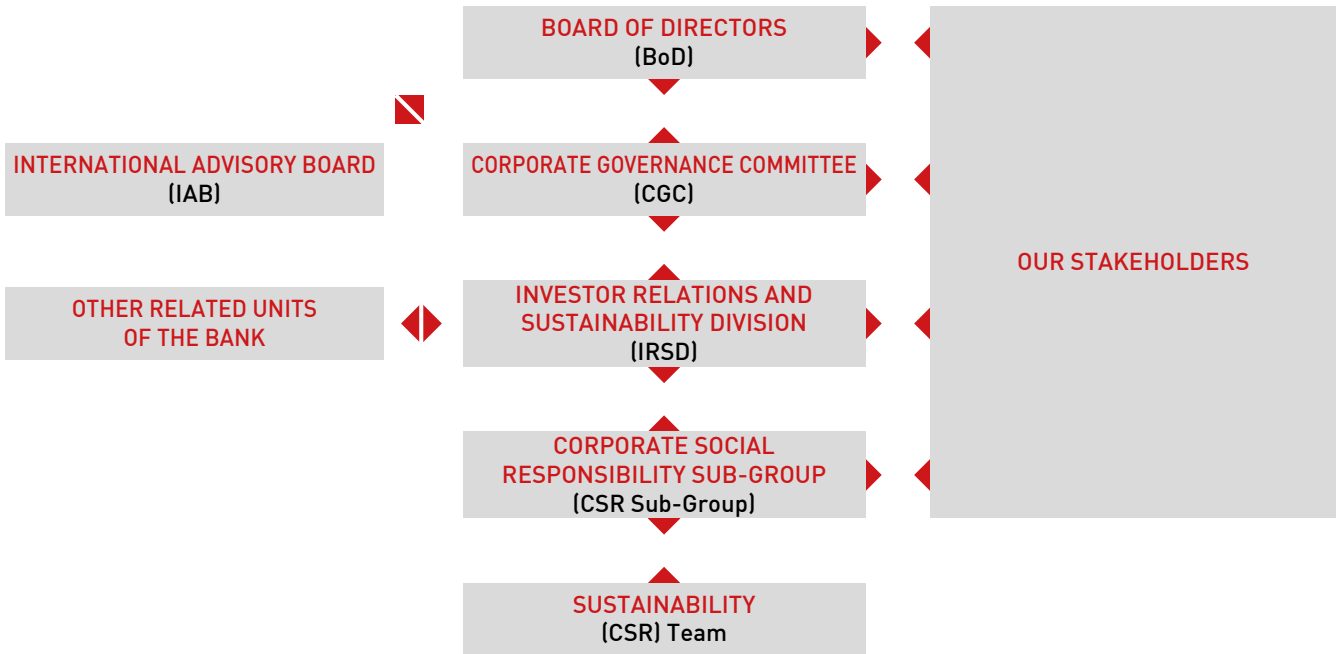 BOARD OF DIRECTORS
(BoD)
INTERNATIONAL ADVISORY BOARD
(IAB)
CORPORATE GOVERNANCE COMMITTEE
(CGC)
OUR STAKEHOLDERS
OTHER RELATED UNITS
OF THE BANK
INVESTOR RELATIONS AND
SUSTAINABILITY DIVISION
(IRSD)
CORPORATE SOCIAL
RESPONSIBILITY SUB-GROUP
(CSR Sub-Group)
SUSTAINABILITY
(CSR) Team